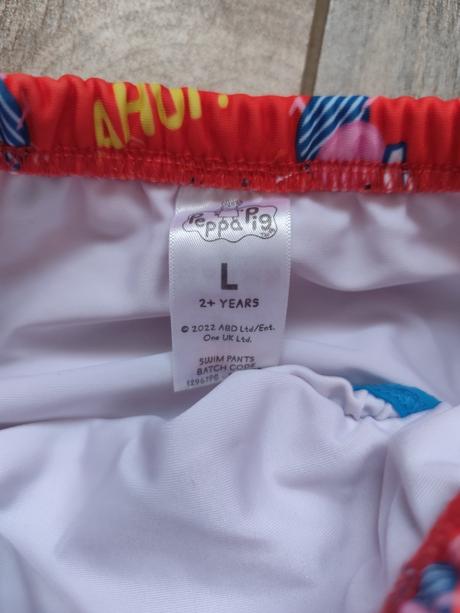 AHOY!
Peppa Pig
L
2+ YEARS
© 2022 ABD Ltd/Ent.
One UK Ltd.
SWIM PANTS
BATCH CODE